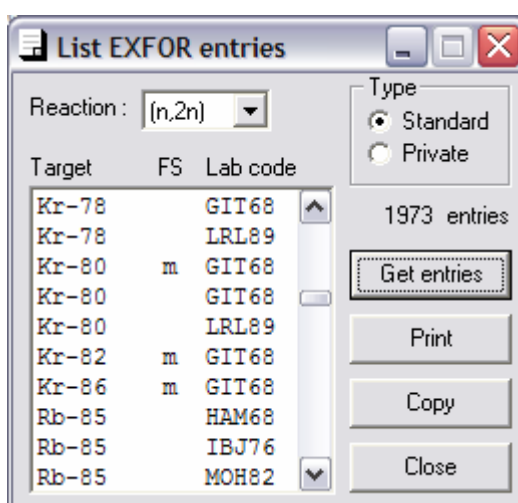 List EXFOR entries
Reaction : (n,2n)
Type
Standard
Private
Target FS Lab code
Kr-78 GIT68
Kr-78 LRL89
Kr-80 m GIT68
Kr-80 GIT68
Kr-80 LRL89
Kr-82 m GIT68
Kr-86 m GIT68
Rb-85 HAM68
Rb-85 IBJ76
Rb-85 MOH82
1973 entries
Get entries
Print
Copy
Close